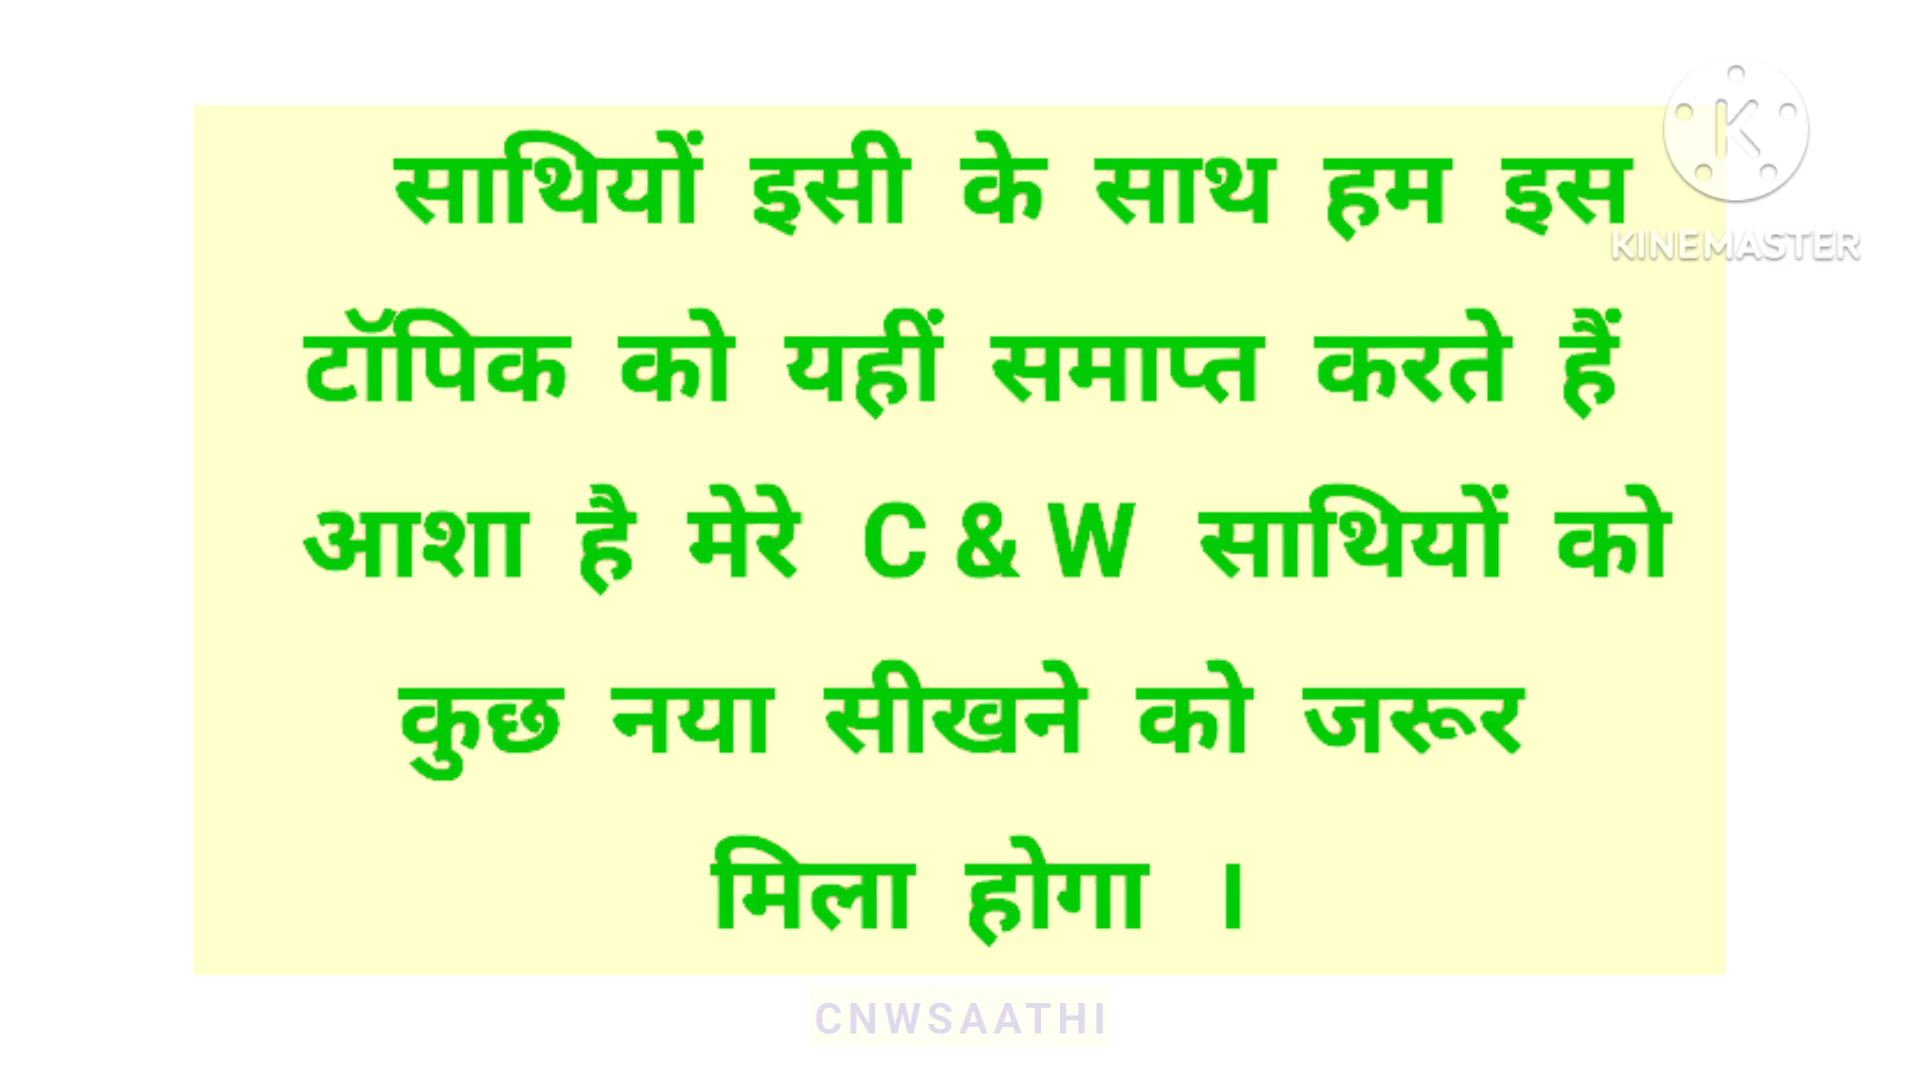 साथियों इसी के साथ हम इस
टॉपिक को यहीं समाप्त करते हैं
आशा है मेरे C & W साथियों को
कुछ नया सीखने को जरूर
मिला होगा ।
K
KINEMASTER
CNWSAATHI